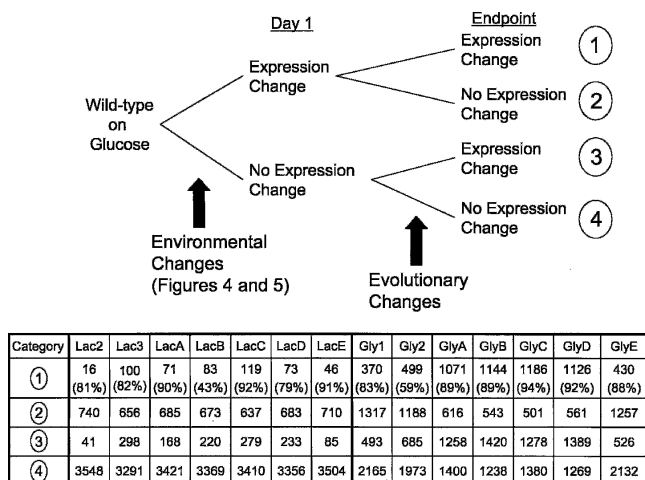 Day 1
Endpoint
Expression
Change
1
Expression
Change
No Expression
Change
2
Wild-type
on
Glucose
Expression
Change
3
No Expression
Change
No Expression
Change
4
Environmental
Changes
(Figures 4 and 5)
Evolutionary
Changes
Category Lac2 Lac3 LacA LacB LacC LacD LacE Gly1 Gly2 GlyA GlyB GlyC GlyD GlyE
1 16 100 71 83 119 73 46 370 499 1071 1144 1186 1126 430
(81%) (82%) (90%) (43%) (92%) (79%) (91%) (83%) (59%) (89%) (89%) (94%) (92%) (88%)
2 740 656 685 673 637 683 710 1317 1188 616 543 501 561 1257
3 41 298 168 220 279 233 85 493 685 1258 1420 1278 1389 526
4 3548 3291 3421 3369 3410 3356 3504 2165 1973 1400 1238 1380 1269 2132